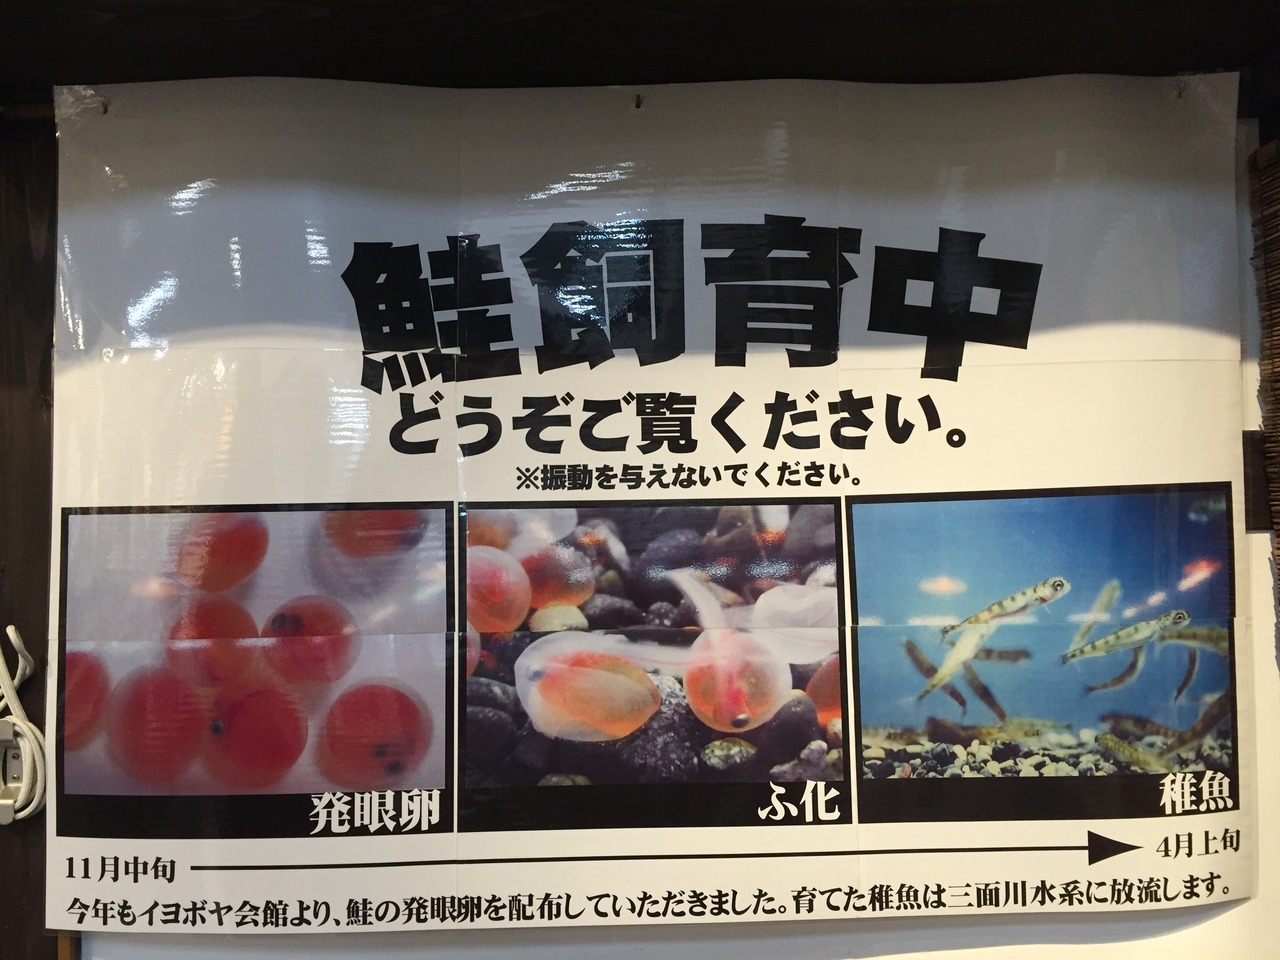 鮭飼育中
どうぞご覧ください。
※振動を与えないでください。
発眼卵
ふ化
稚魚
11月中旬
4月上旬
今年もイヨボヤ会館より、鮭の発眼卵を配布していただきました。育てた稚魚は三面川水系に放流します。